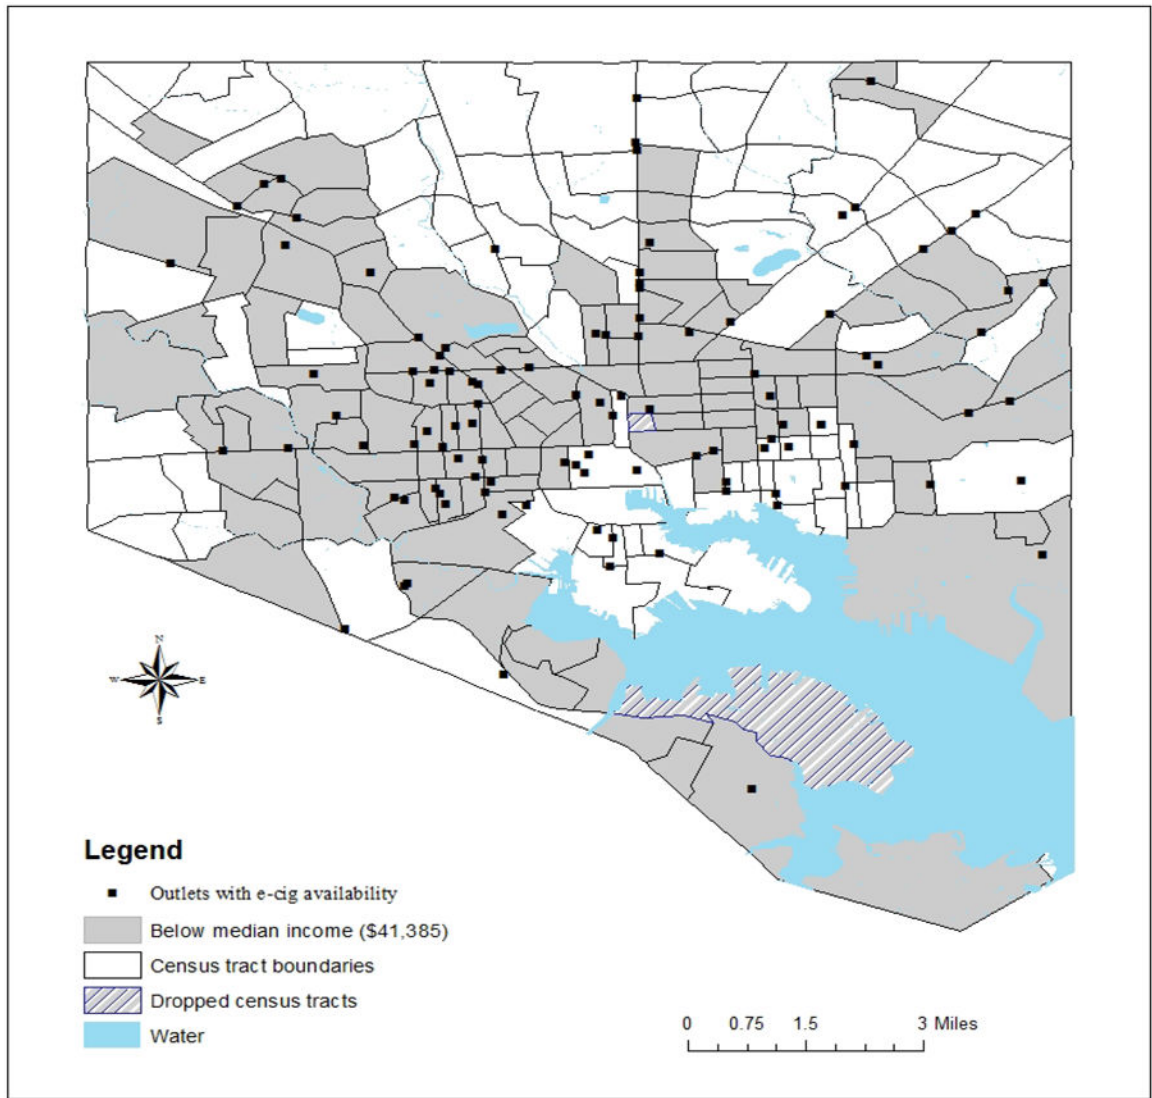 N
W E
S
Legend
Outlets with e-cig availability
Below median income ($41,385)
Census tract boundaries
Dropped census tracts
Water
0 0.75 1.5 3 Miles